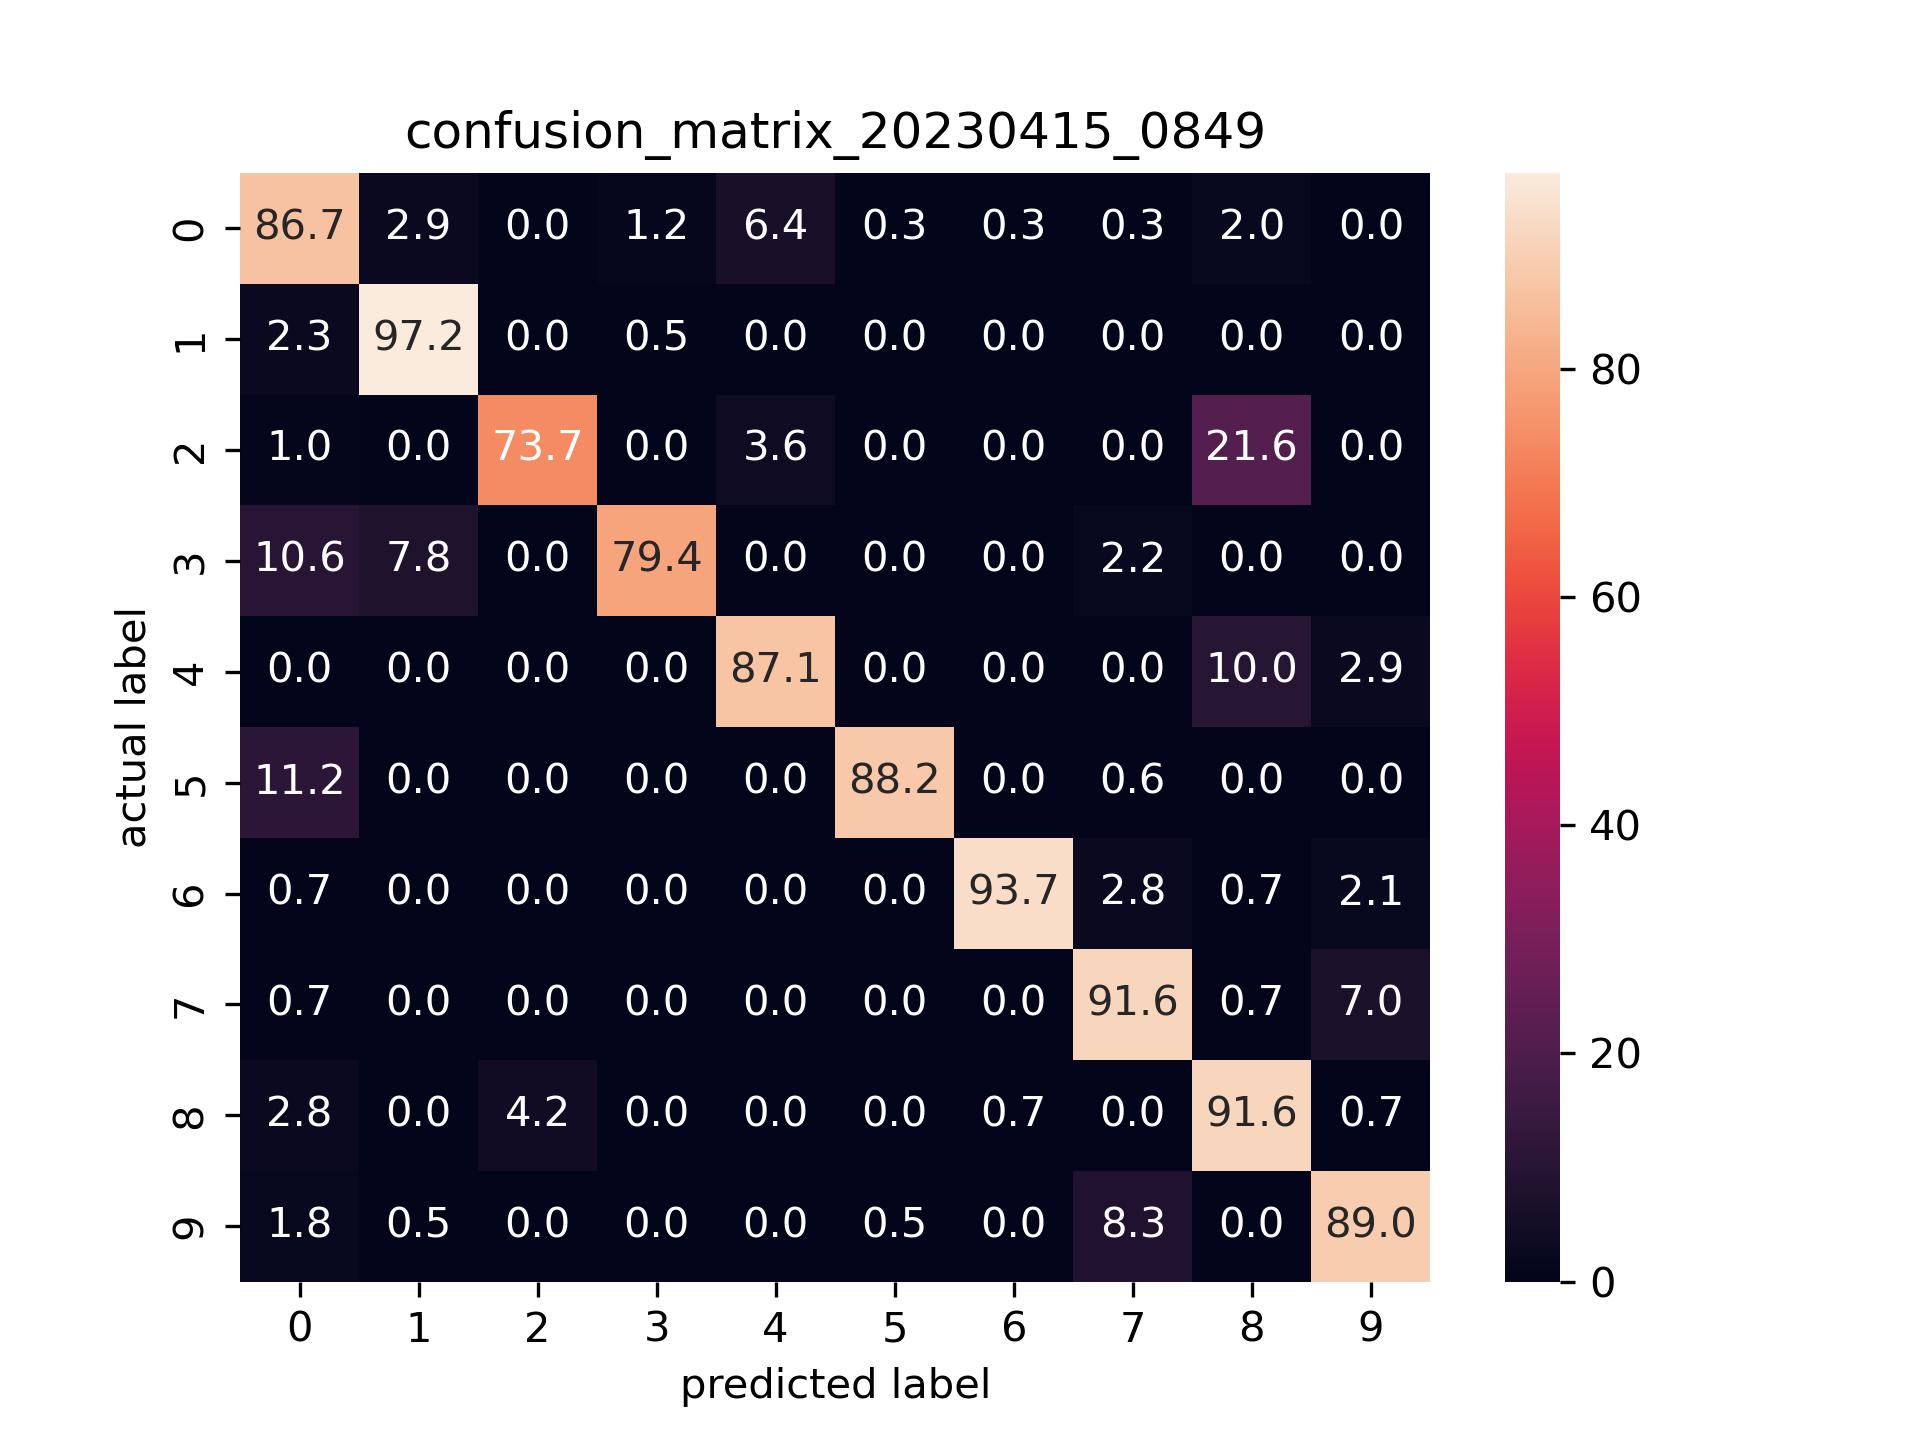 confusion_matrix_20230415_0849
0 86.7 2.9 0.0 1.2 6.4 0.3 0.3 0.3 2.0 0.0
1 2.3 97.2 0.0 0.5 0.0 0.0 0.0 0.0 0.0 0.0
2 1.0 0.0 73.7 0.0 3.6 0.0 0.0 0.0 21.6 0.0
3 10.6 7.8 0.0 79.4 0.0 0.0 0.0 2.2 0.0 0.0
4 0.0 0.0 0.0 0.0 87.1 0.0 0.0 0.0 10.0 2.9
5 11.2 0.0 0.0 0.0 0.0 88.2 0.0 0.6 0.0 0.0
6 0.7 0.0 0.0 0.0 0.0 0.0 93.7 2.8 0.7 2.1
7 0.7 0.0 0.0 0.0 0.0 0.0 0.0 91.6 0.7 7.0
8 2.8 0.0 4.2 0.0 0.0 0.0 0.7 0.0 91.6 0.7
9 1.8 0.5 0.0 0.0 0.0 0.5 0.0 8.3 0.0 89.0
0 1 2 3 4 5 6 7 8 9
predicted label
actual label
80
60
40
20
0